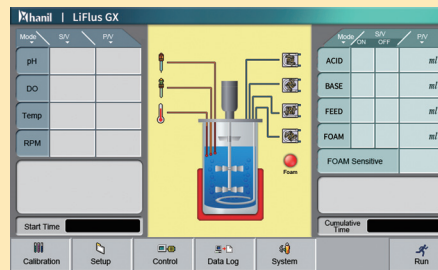 hanil | LiFlus GX
Mode S/V P/V
pH
DO
Temp
RPM
Start Time
Foam
Mode S/V P/V
ON OFF
ACID ml
BASE ml
FEED ml
FOAM ml
FOAM Sensitive
Cumulative
Time
Calibration Setup Control Data Log System Run